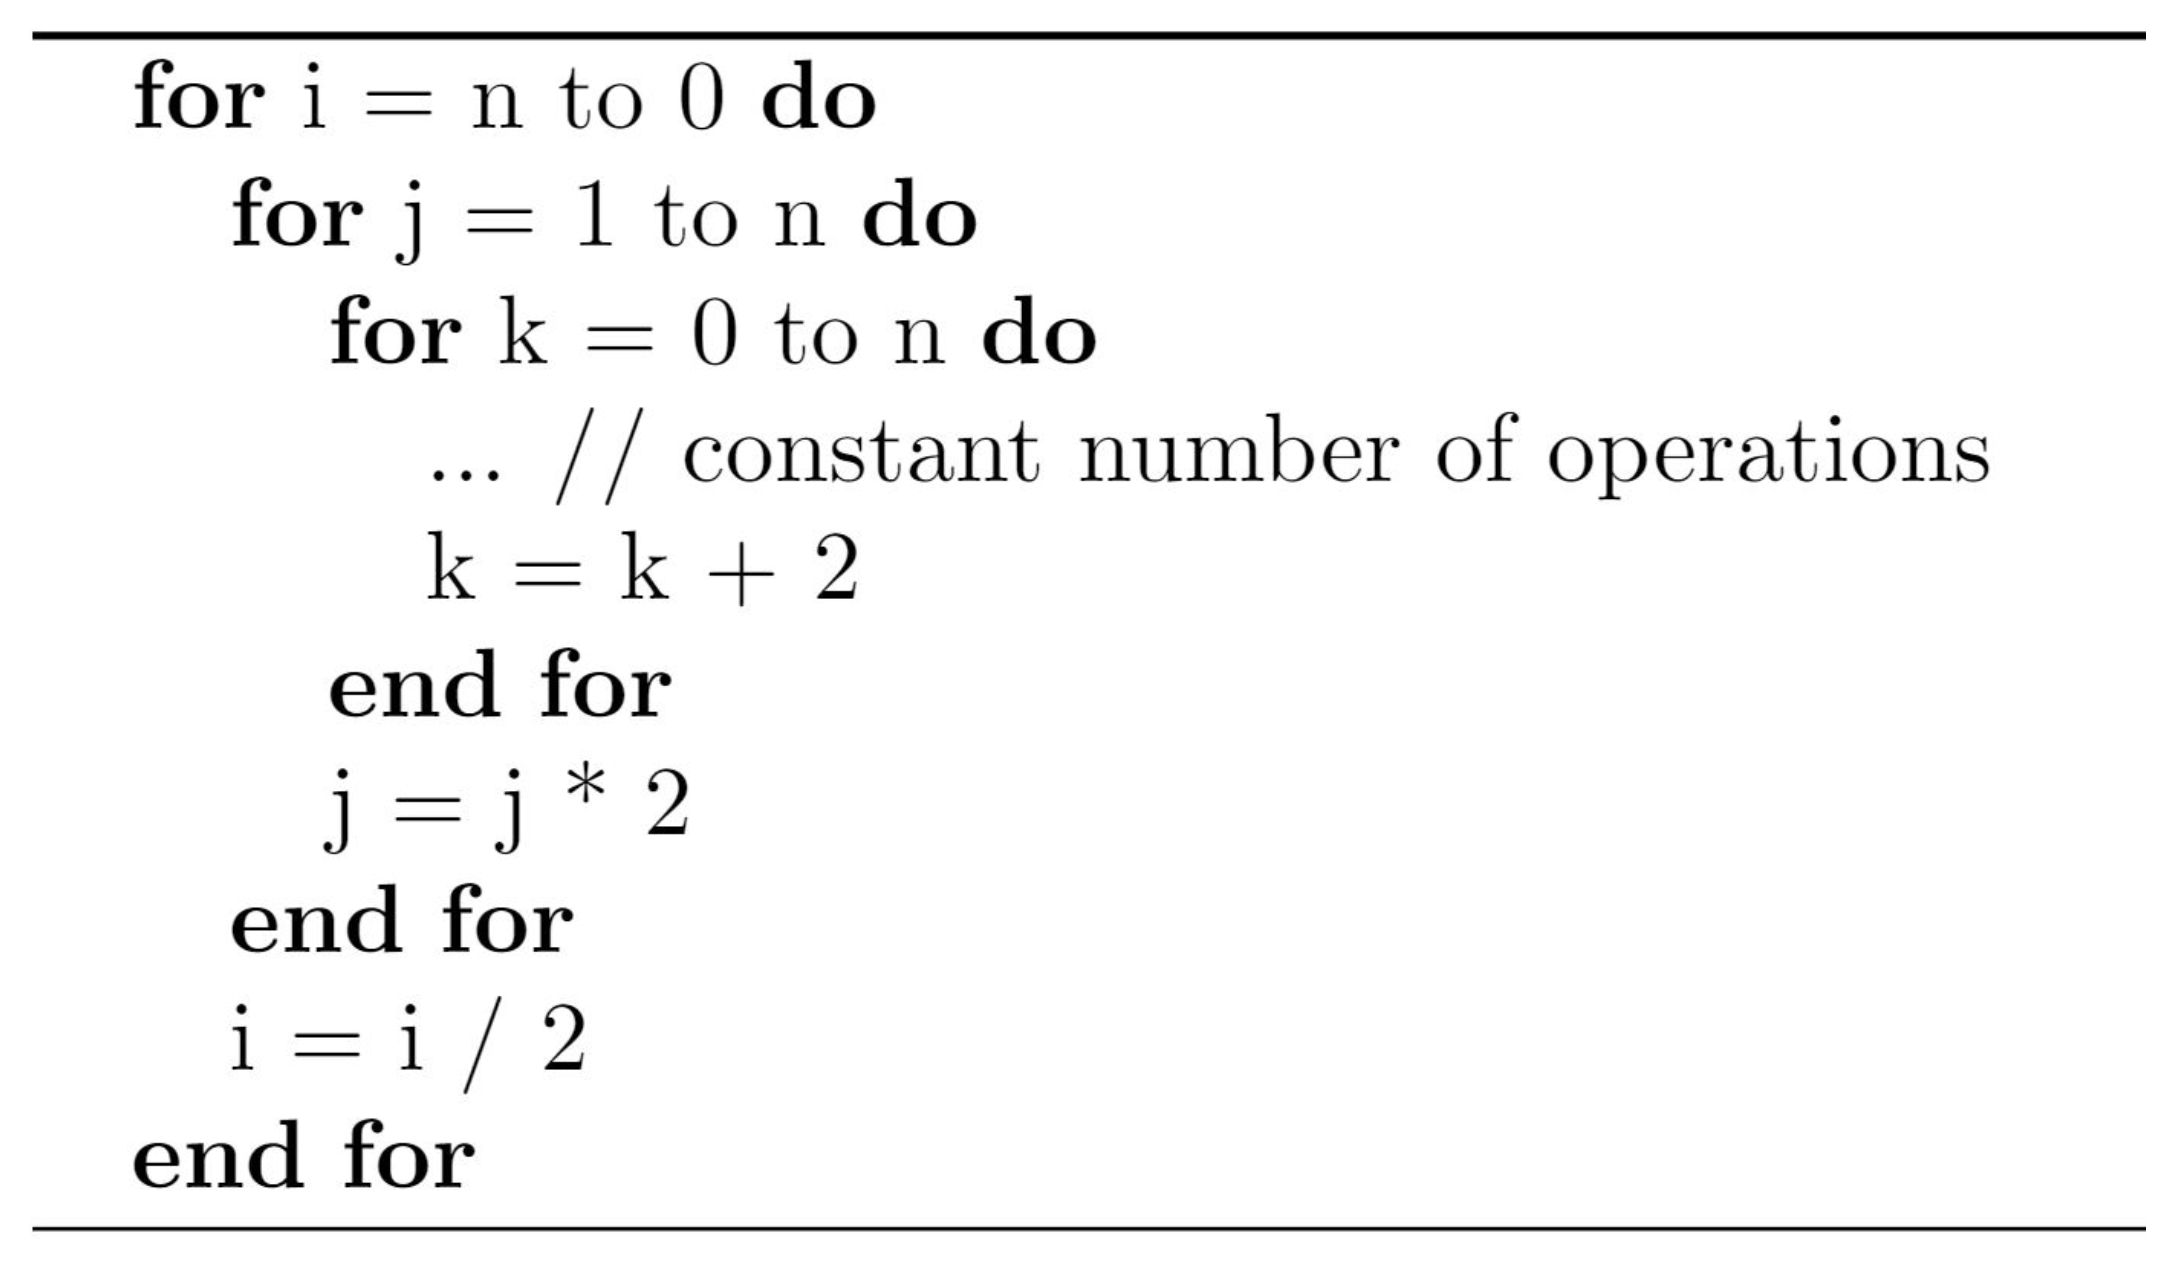 for i = n to 0 do
for j = 1 to n do
for k = 0 to n do
... // constant number of operations
k = k + 2
end for
j = j * 2
end for
i = i / 2
end for